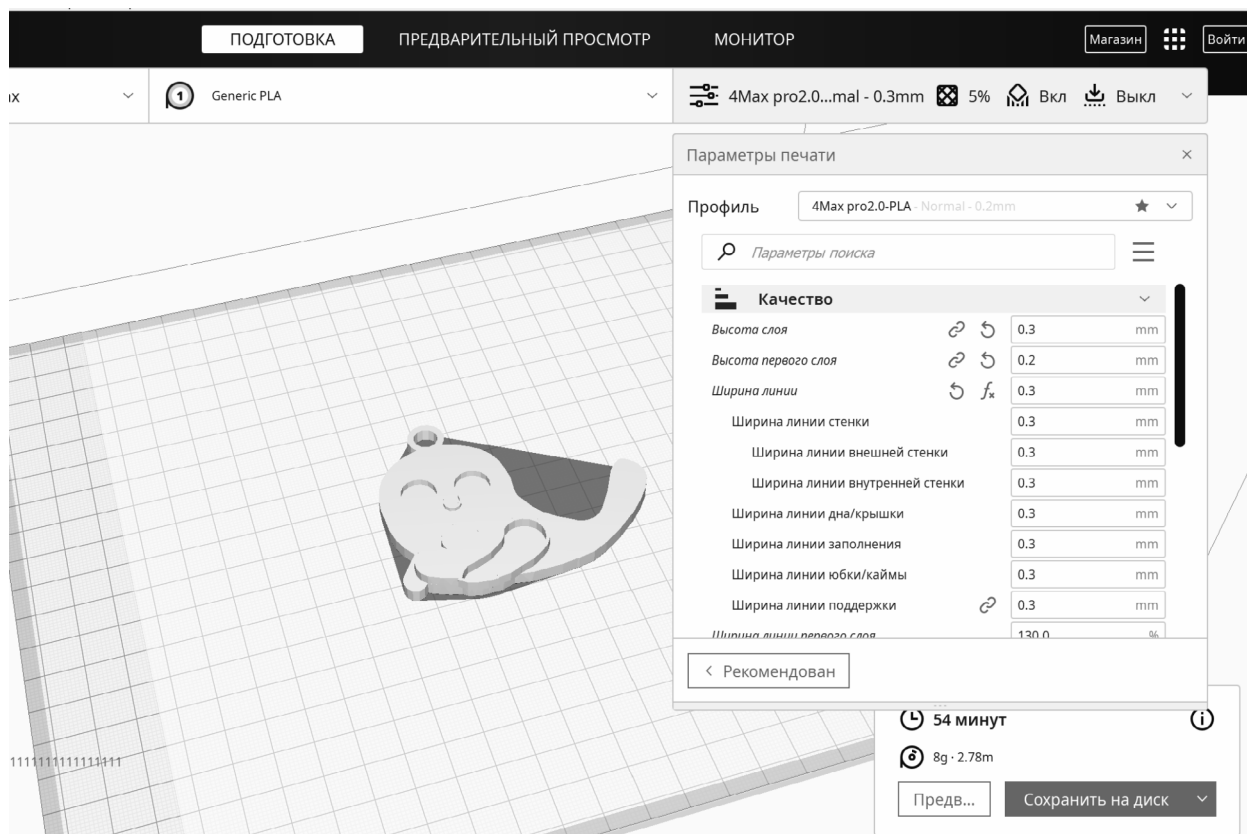 ПОДГОТОВКА ПРЕДВАРИТЕЛЬНЫЙ ПРОСМОТР МОНИТОР Магазин Войти
1 Generic PLA 4Max pro2.0...mal - 0.3mm 5% Вкл Выкл
Параметры печати
Профиль 4Max pro2.0-PLA - Normal - 0.2mm
Параметры поиска
Качество
Высота слоя 0.3 mm
Высота первого слоя 0.2 mm
Ширина линии 0.3 mm
Ширина линии стенки 0.3 mm
Ширина линии внешней стенки 0.3 mm
Ширина линии внутренней стенки 0.3 mm
Ширина линии дна/крышки 0.3 mm
Ширина линии заполнения 0.3 mm
Ширина линии юбки/каймы 0.3 mm
Ширина линии поддержки 0.3 mm
Ширина линии первого слоя 130.0 %
Рекомендован
54 минут
8g · 2.78m
Предв... Сохранить на диск